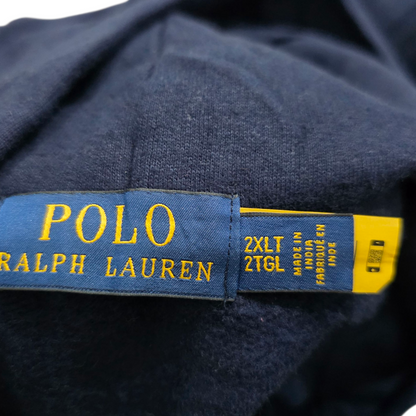 POLO
RALPH LAUREN
2XLT
2TGL
MADE IN
INDIA
FABRIQUÉ EN
INDE